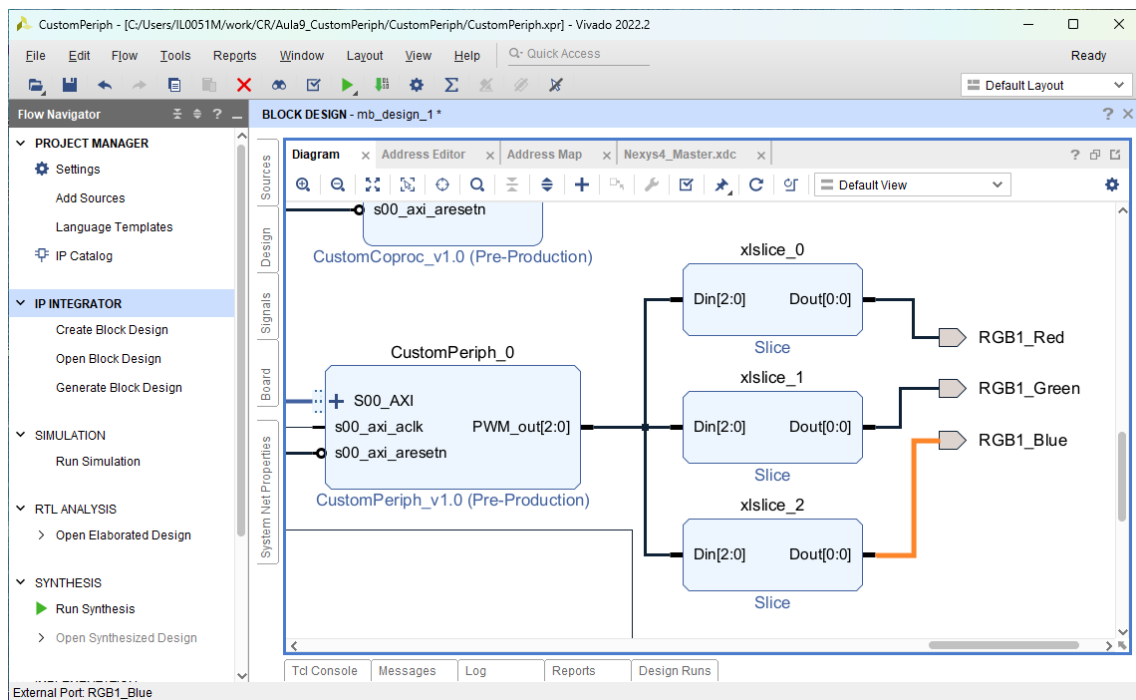 CustomPeriph - [C:/Users/IL0051M/work/CR/Aula9_CustomPeriph/CustomPeriph/CustomPeriph.xpr] - Vivado 2022.2
File Edit Flow Tools Reports Window Layout View Help Q- Quick Access Ready
Default Layout
Flow Navigator
PROJECT MANAGER
Settings
Add Sources
Language Templates
IP Catalog
IP INTEGRATOR
Create Block Design
Open Block Design
Generate Block Design
SIMULATION
Run Simulation
RTL ANALYSIS
Open Elaborated Design
SYNTHESIS
Run Synthesis
Open Synthesized Design
BLOCK DESIGN - mb_design_1 *
Sources
Design
Signals
Board
System Net Properties
Diagram Address Editor Address Map Nexys4_Master.xdc
Default View
s00_axi_aresetn
CustomCoproc_v1.0 (Pre-Production)
CustomPeriph_0
S00_AXI
s00_axi_aclk PWM_out[2:0]
s00_axi_aresetn
CustomPeriph_v1.0 (Pre-Production)
xlslice_0
Din[2:0] Dout[0:0]
Slice
xlslice_1
Din[2:0] Dout[0:0]
Slice
xlslice_2
Din[2:0] Dout[0:0]
Slice
RGB1_Red
RGB1_Green
RGB1_Blue
Tcl Console Messages Log Reports Design Runs
External Port: RGB1_Blue